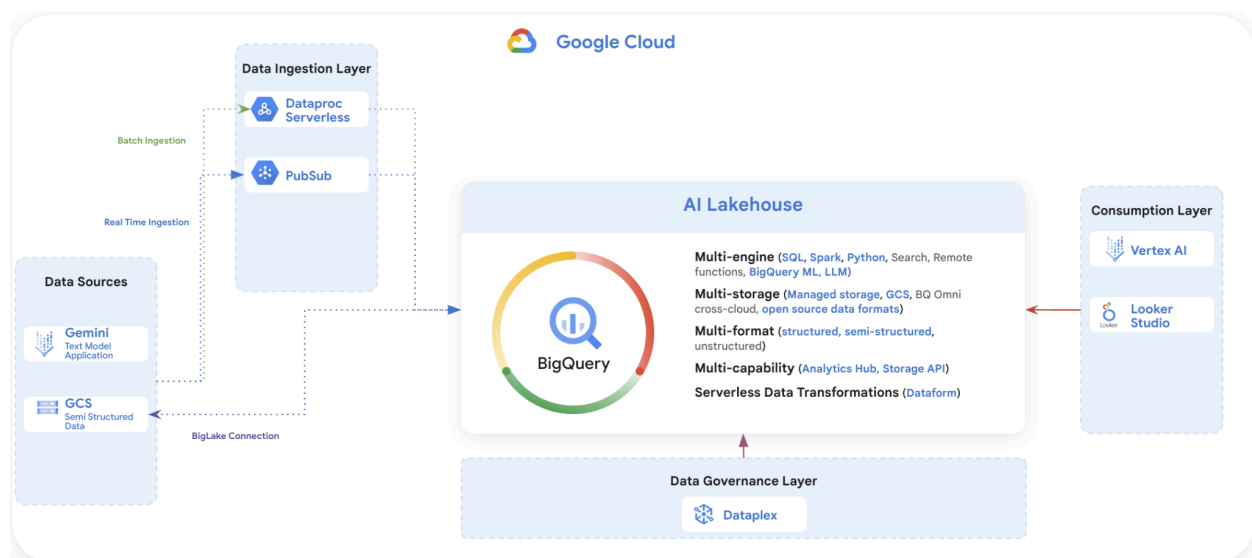 Google Cloud
Data Ingestion Layer
Dataproc
Serverless
Batch Ingestion
PubSub
Real Time Ingestion
Data Sources
Gemini
Text Model
Application
GCS
Semi Structured
Data
BigLake Connection
AI Lakehouse
BigQuery
Multi-engine (SQL, Spark, Python, Search, Remote
functions, BigQuery ML, LLM)
Multi-storage (Managed storage, GCS, BQ Omni
cross-cloud, open source data formats)
Multi-format (structured, semi-structured,
unstructured)
Multi-capability (Analytics Hub, Storage API)
Serverless Data Transformations (Dataform)
Consumption Layer
Vertex AI
Looker
Looker
Studio
Data Governance Layer
Dataplex